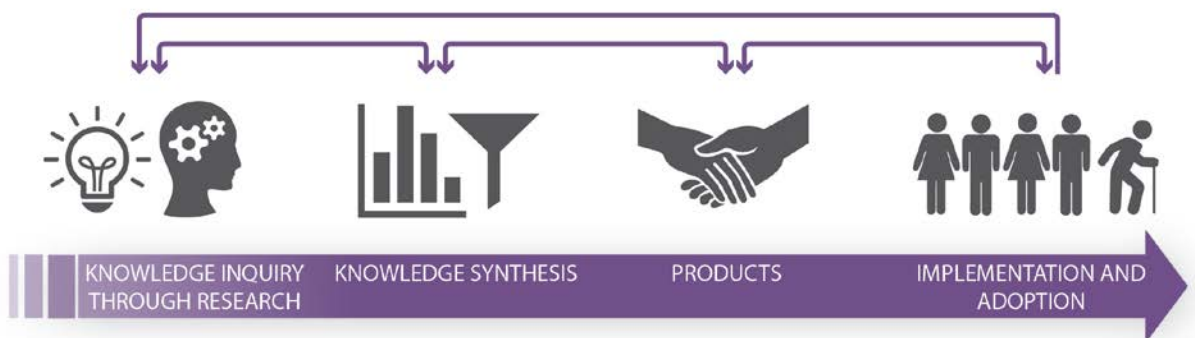 KNOWLEDGE INQUIRY
THROUGH RESEARCH
KNOWLEDGE SYNTHESIS
PRODUCTS
IMPLEMENTATION AND
ADOPTION